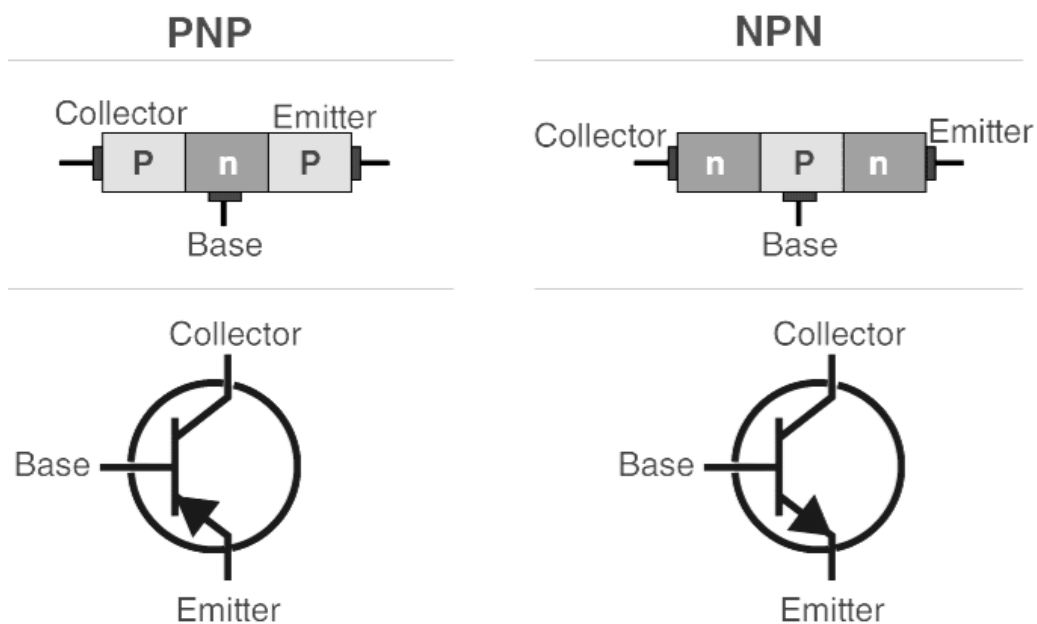 PNP
Collector
Emitter
P
n
P
Base
Collector
Base
Emitter
NPN
Collector
Emitter
n
P
n
Base
Collector
Base
Emitter